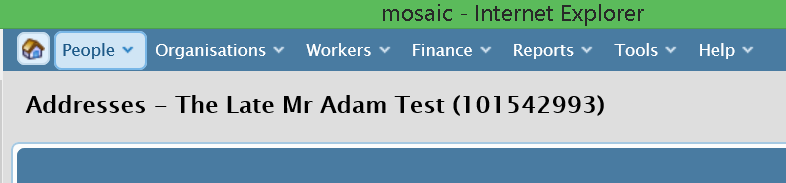 mosaic - Internet Explorer
People Organisations Workers Finance Reports Tools Help
Addresses - The Late Mr Adam Test (101542993)